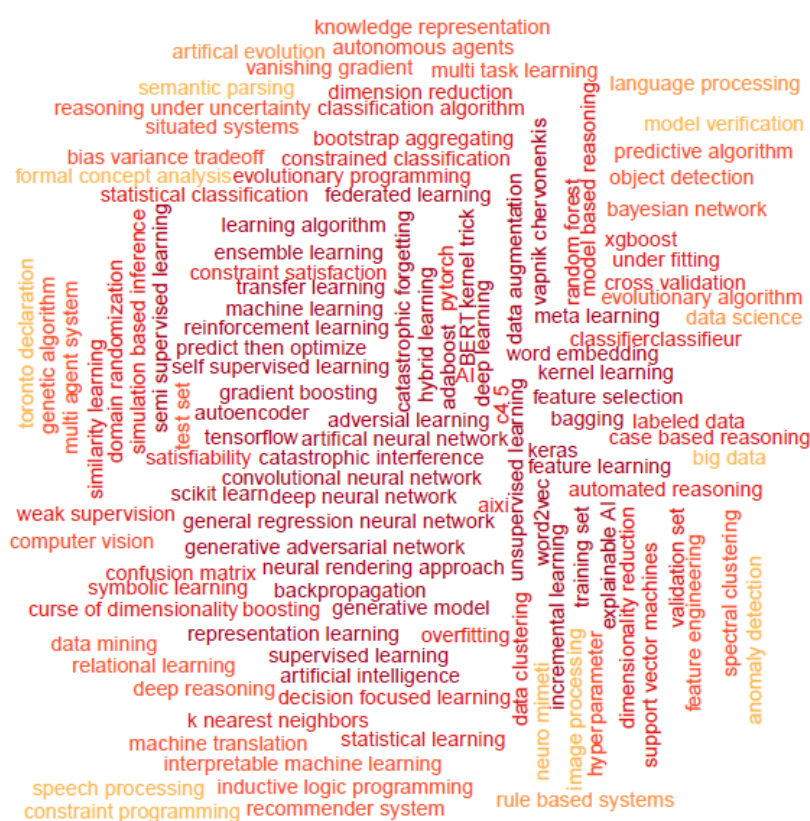 knowledge representation
artifical evolution
autonomous agents
vanishing gradient
multi task learning
semantic parsing
dimension reduction
language processing
reasoning under uncertainty
classification algorithm
situated systems
model verification
bootstrap aggregating
bias variance tradeoff
constrained classification
predictive algorithm
formal concept analysis
evolutionary programming
object detection
statistical classification
federated learning
bayesian network
learning algorithm
xgboost
ensemble learning
under fitting
constraint satisfaction
cross validation
transfer learning
evolutionary algorithm
machine learning
meta learning
data science
reinforcement learning
classifierclassifieur
predict then optimize
word embedding
self supervised learning
AI
kernel learning
gradient boosting
feature selection
autoencoder
adversial learning
bagging
labeled data
tensorflow
artifical neural network
case based reasoning
satisfiability
catastrophic interference
keras
big data
feature learning
convolutional neural network
scikit learn
deep neural network
aixi
automated reasoning
weak supervision
general regression neural network
computer vision
generative adversarial network
neural rendering approach
confusion matrix
symbolic learning
backpropagation
curse of dimensionality
boosting
generative model
representation learning
overfitting
data mining
supervised learning
relational learning
artificial intelligence
deep reasoning
decision focused learning
k nearest neighbors
statistical learning
machine translation
interpretable machine learning
speech processing
inductive logic programming
constraint programming
recommender system
rule based systems
toronto declaration
genetic algorithm
multi agent system
similarity learning
domain randomization
simulation based inference
semi supervised learning
test set
catastrophic forgetting
hybrid learning
adaboost
pytorch
BERT
kernel trick
deep learning
c4.5
data augmentation
vapnik chervonenkis
random forest
model based reasoning
unsupervised learning
data clustering
word2vec
neuro mimeti
incremental learning
image processing
training set
hyperparameter
explainable AI
dimensionality reduction
support vector machines
validation set
feature engineering
spectral clustering
anomaly detection